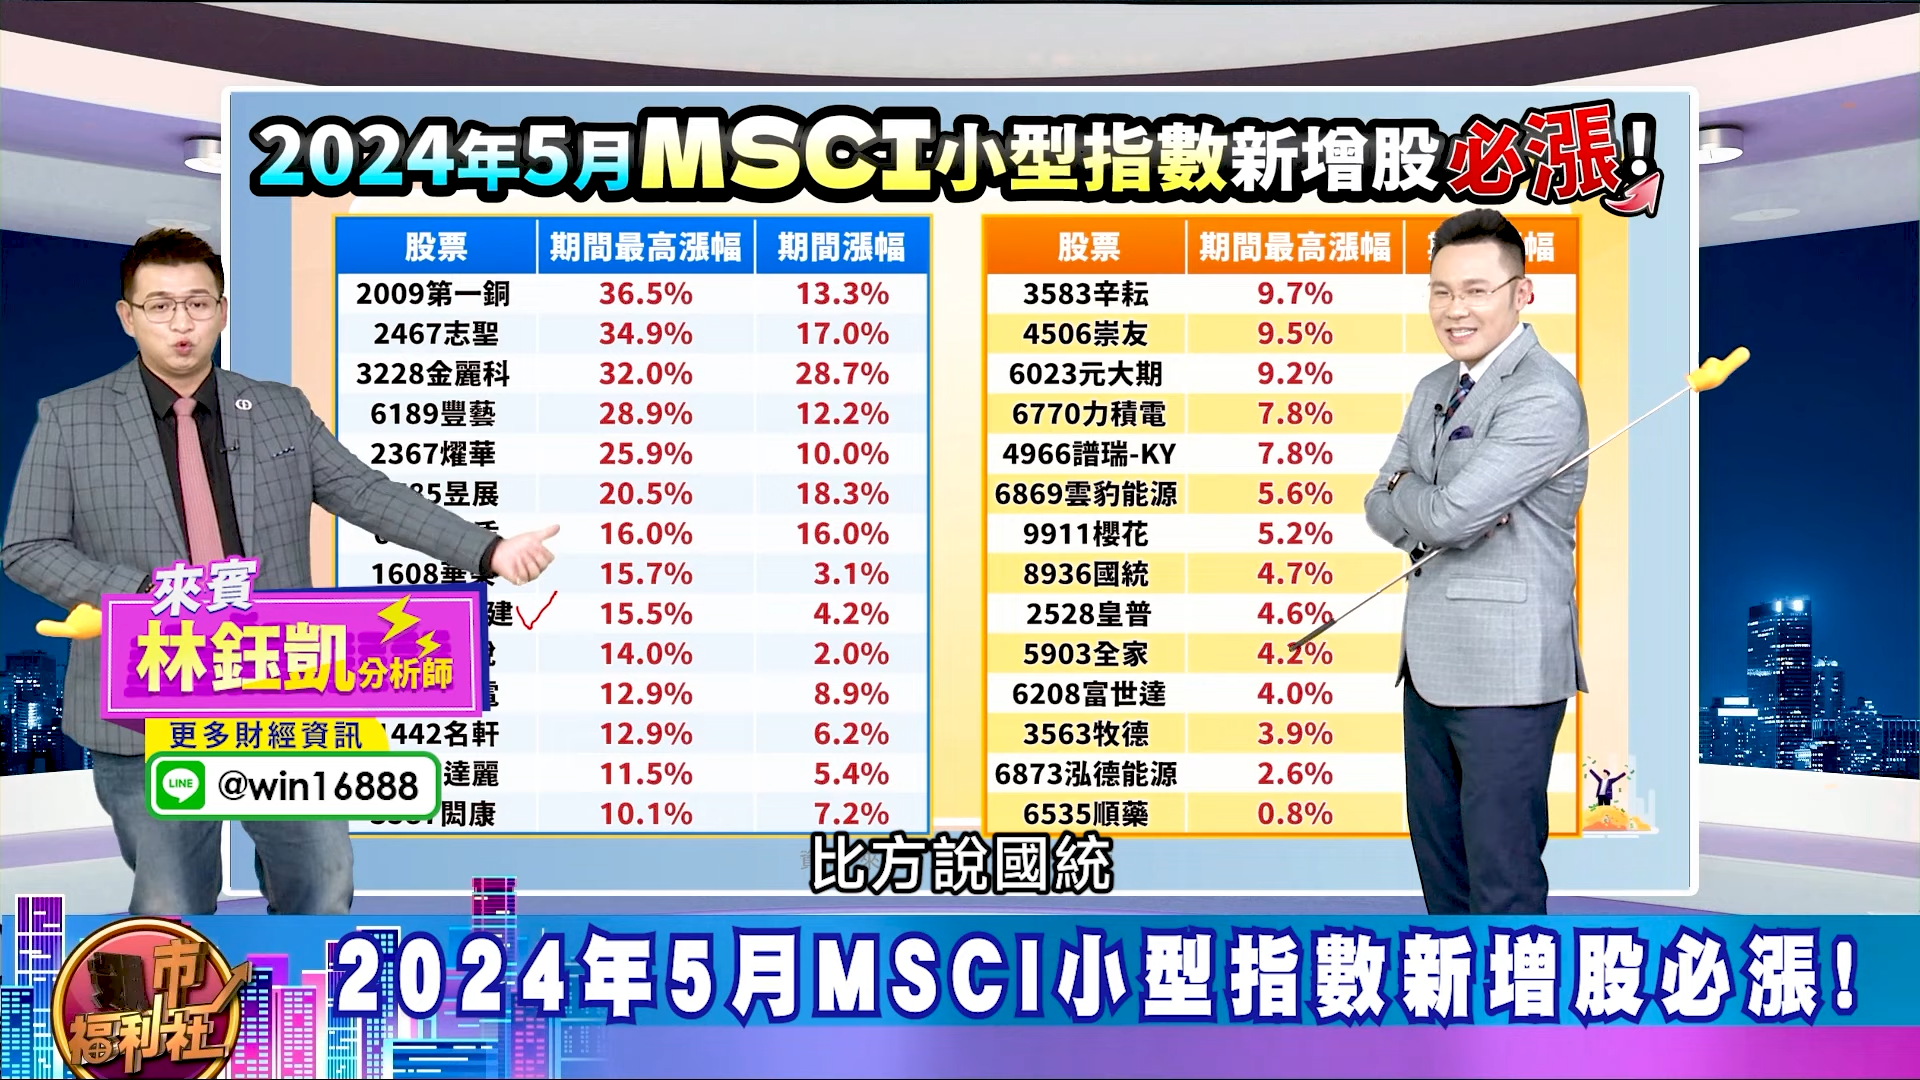 2024年5月MSCI小型指數新增股必漲!
股票 期間最高漲幅 期間漲幅
2009第一銅 36.5% 13.3%
2467志聖 34.9% 17.0%
3228金麗科 32.0% 28.7%
6189豐藝 28.9% 12.2%
2367燿華 25.9% 10.0%
85昱展 20.5% 18.3%
16.0% 16.0%
1608華榮 15.7% 3.1%
建 15.5% 4.2%
14.0% 2.0%
12.9% 8.9%
1442名軒 12.9% 6.2%
達麗 11.5% 5.4%
閎康 10.1% 7.2%
股票 期間最高漲幅 幅
3583辛耘 9.7%
4506崇友 9.5%
6023元大期 9.2%
6770力積電 7.8%
4966譜瑞-KY 7.8%
6869雲豹能源 5.6%
9911櫻花 5.2%
8936國統 4.7%
2528皇普 4.6%
5903全家 4.2%
6208富世達 4.0%
3563牧德 3.9%
6873泓德能源 2.6%
6535順藥 0.8%
來賓
林鈺凱分析師
更多財經資訊
LINE @win16888
比方說國統
市
福利社
2024年5月MSCI小型指數新增股必漲!